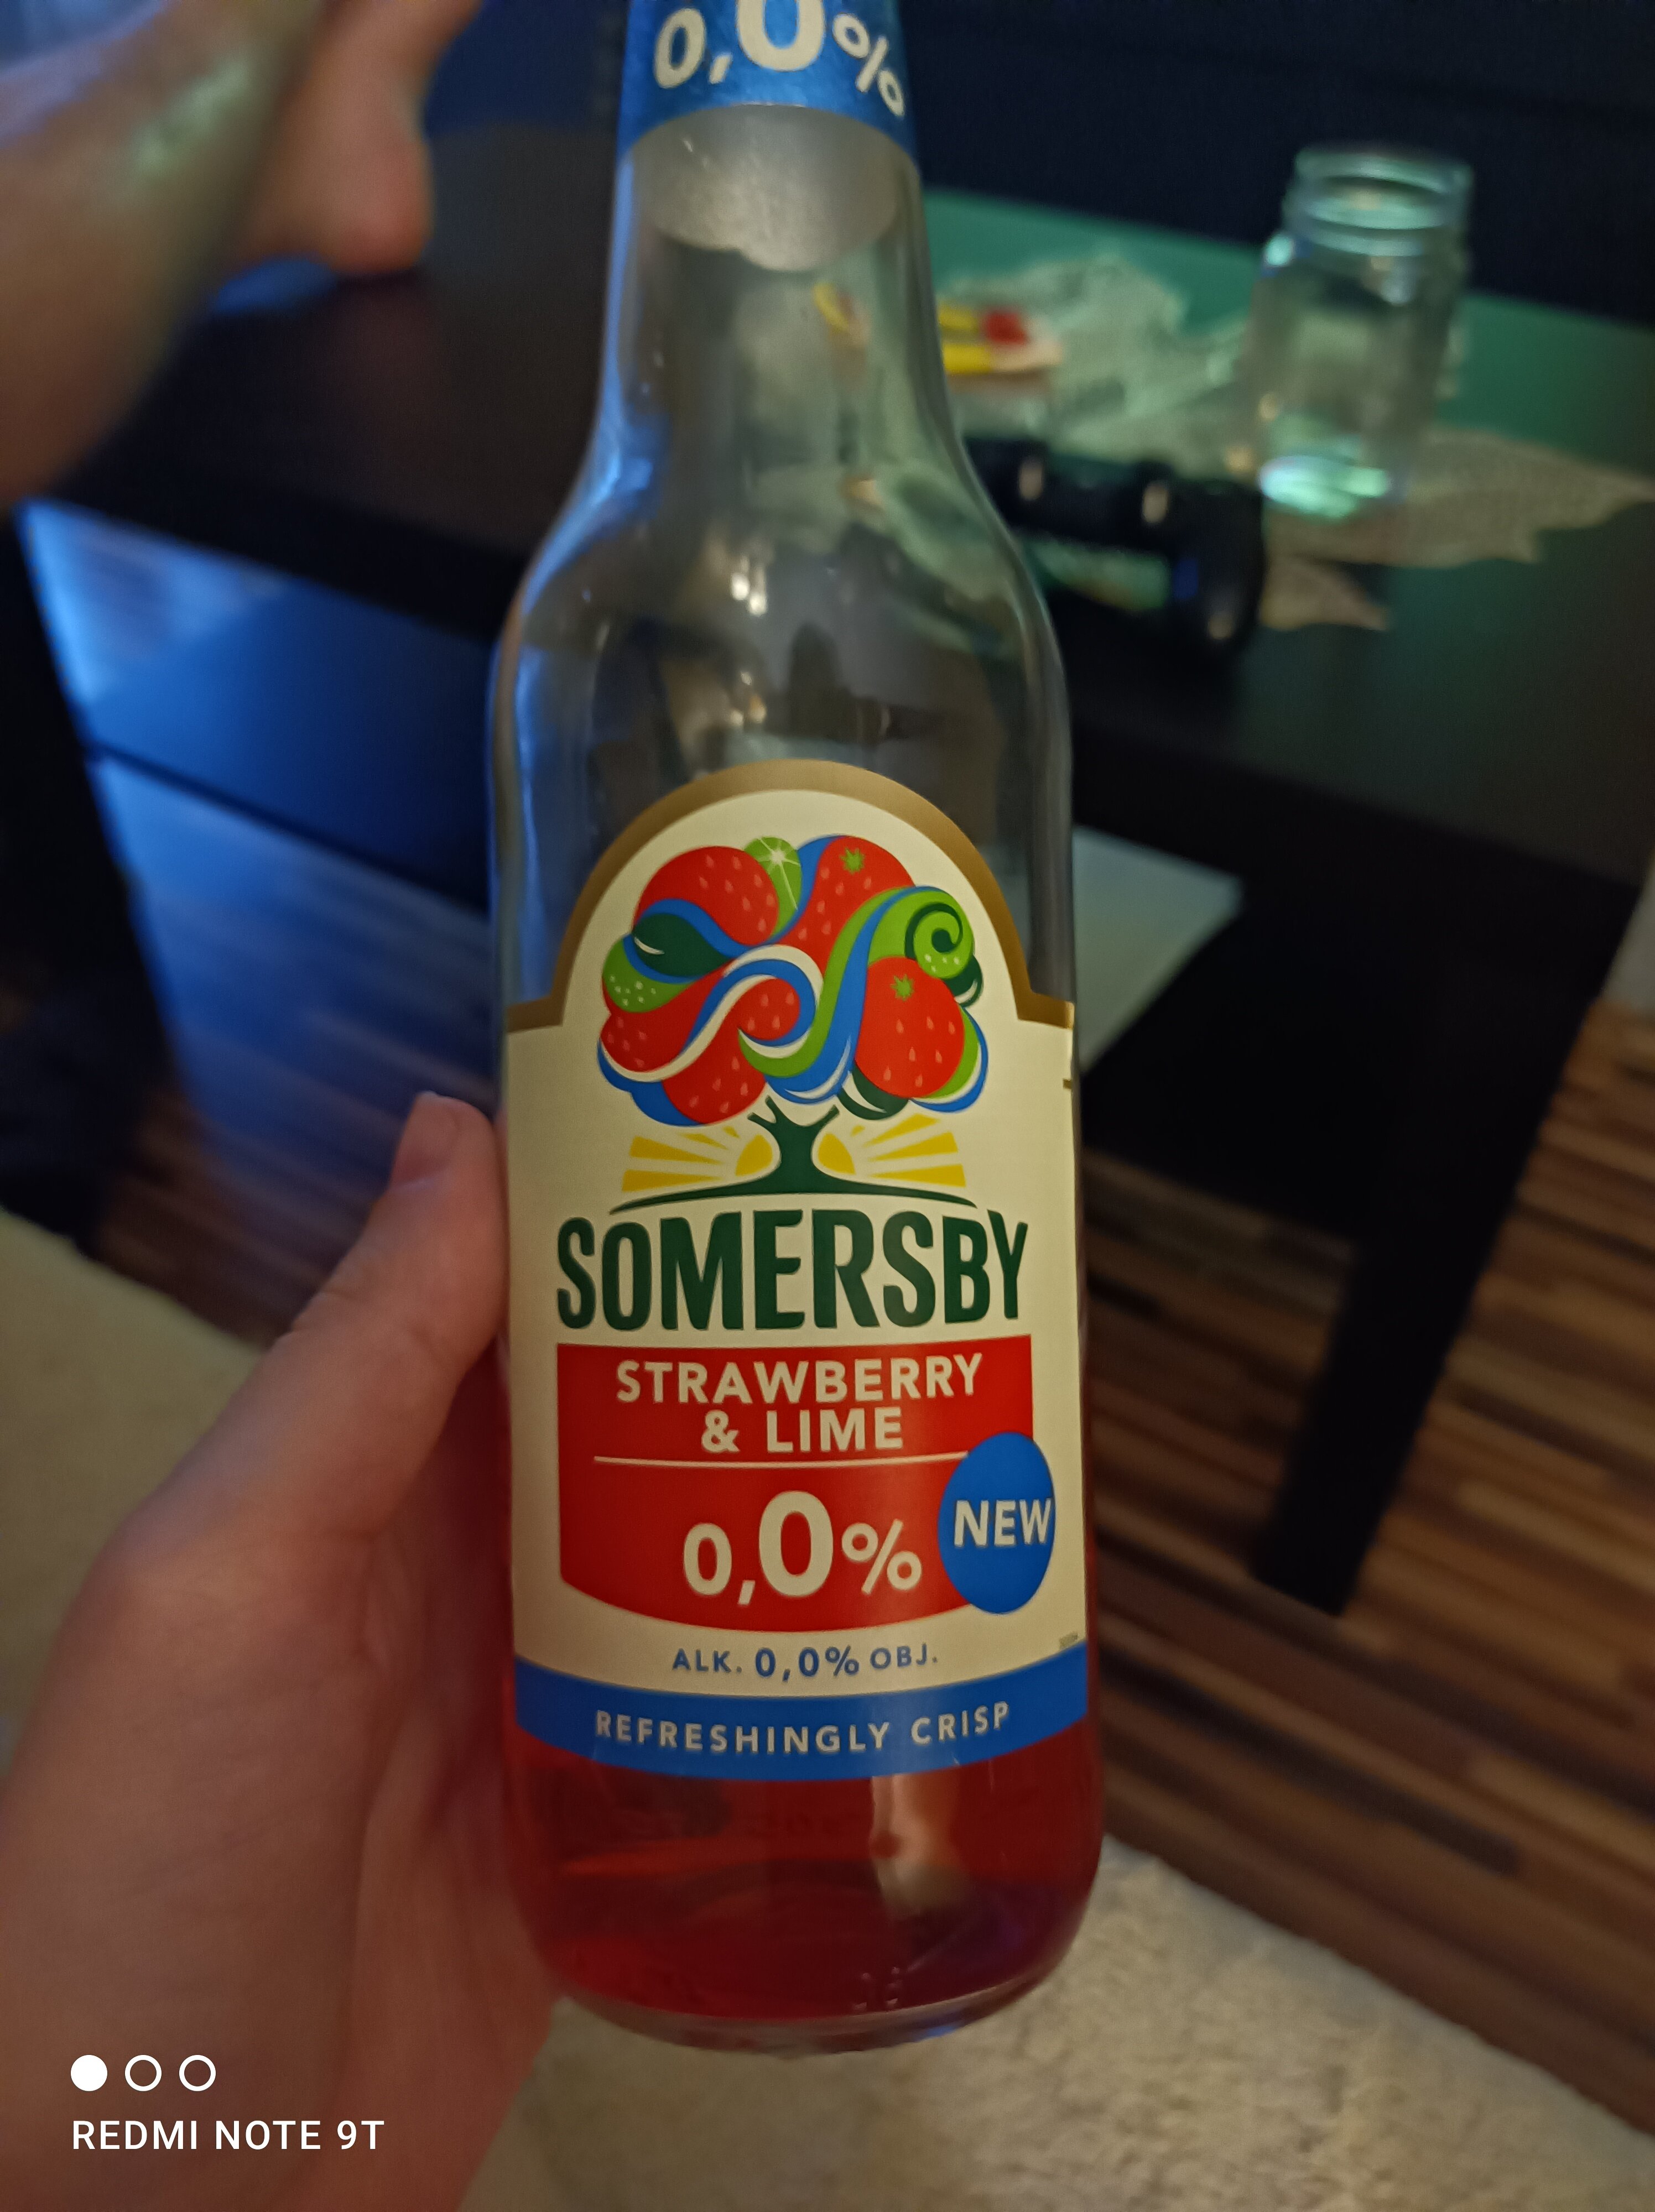 0,0%
SOMERSBY
STRAWBERRY
& LIME
0,0%
NEW
ALK. 0,0% OBJ.
REFRESHINGLY CRISP
REDMI NOTE 9T